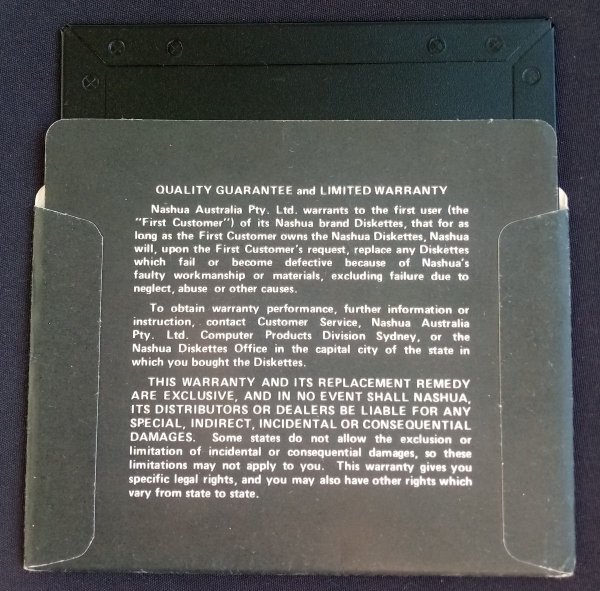 QUALITY GUARANTEE and LIMITED WARRANTY
Nashua Australia Pty. Ltd. warrants to the first user (the
"First Customer") of its Nashua brand Diskettes, that for as
long as the First Customer owns the Nashua Diskettes, Nashua
will, upon the First Customer's request, replace any Diskettes
which fail or become defective because of Nashua's
faulty workmanship or materials, excluding failure due to
neglect, abuse or other causes.
To obtain warranty performance, further information or
instruction, contact Customer Service, Nashua Australia
Pty. Ltd. Computer Products Division Sydney, or the
Nashua Diskettes Office in the capital city of the state in
which you bought the Diskettes.
THIS WARRANTY AND ITS REPLACEMENT REMEDY
ARE EXCLUSIVE, AND IN NO EVENT SHALL NASHUA,
ITS DISTRIBUTORS OR DEALERS BE LIABLE FOR ANY
SPECIAL, INDIRECT, INCIDENTAL OR CONSEQUENTIAL
DAMAGES. Some states do not allow the exclusion or
limitation of incidental or consequential damages, so these
limitations may not apply to you. This warranty gives you
specific legal rights, and you may also have other rights which
vary from state to state.